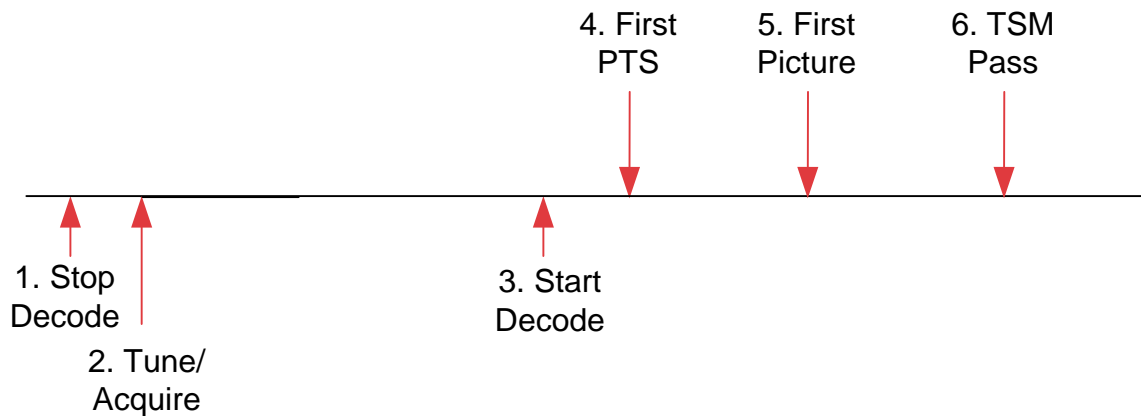 4. First
PTS
5. First
Picture
6. TSM
Pass
1. Stop
Decode
2. Tune/
Acquire
3. Start
Decode